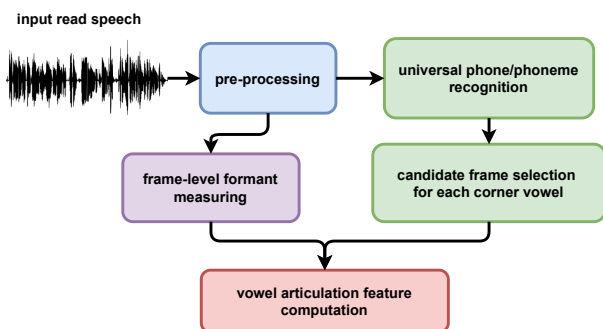 input read speech
pre-processing
universal phone/phoneme
recognition
frame-level formant
measuring
candidate frame selection
for each corner vowel
vowel articulation feature
computation